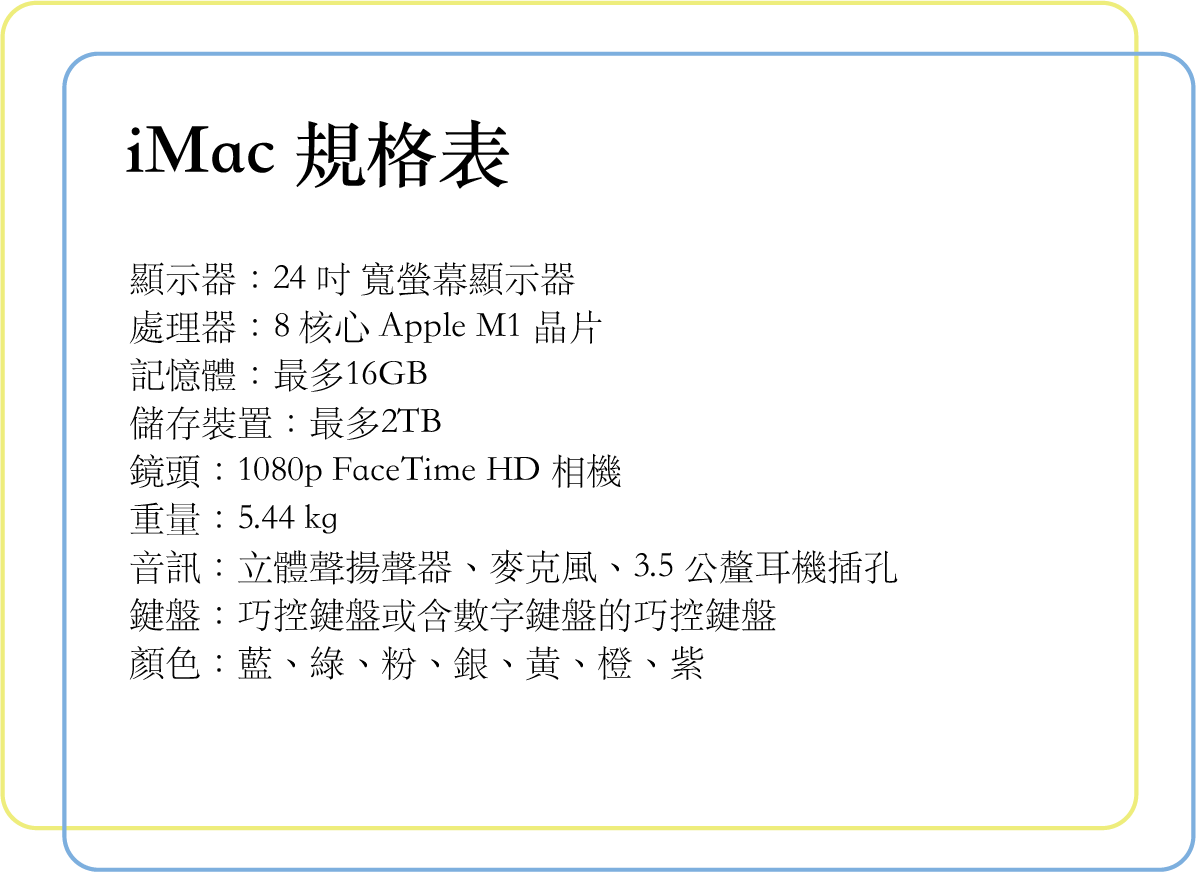 iMac 規格表
顯示器：24 吋 寬螢幕顯示器
處理器：8 核心 Apple M1 晶片
記憶體：最多16GB
儲存裝置：最多2TB
鏡頭：1080p FaceTime HD 相機
重量：5.44 kg
音訊：立體聲揚聲器、麥克風、3.5 公釐耳機插孔
鍵盤：巧控鍵盤或含數字鍵盤的巧控鍵盤
顏色：藍、綠、粉、銀、黃、橙、紫